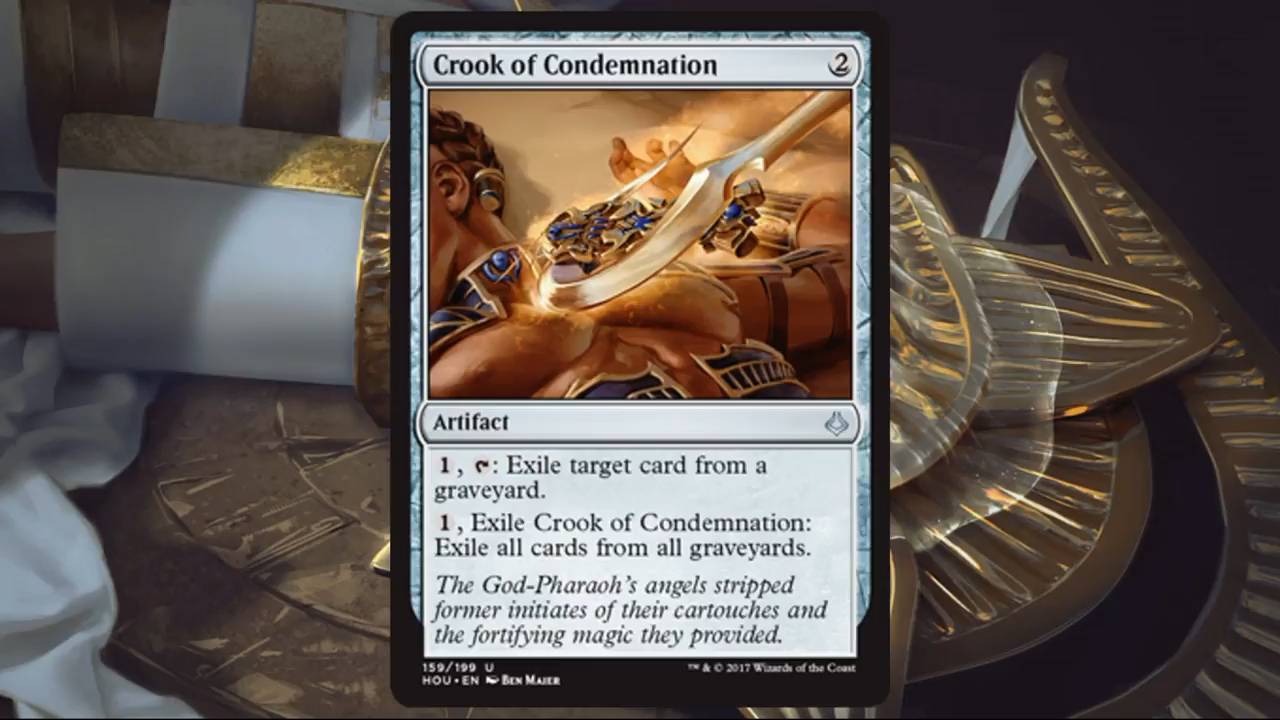 Crook of Condemnation 2
Artifact
1, : Exile target card from a
graveyard.
1, Exile Crook of Condemnation:
Exile all cards from all graveyards.
The God-Pharaoh's angels stripped
former initiates of their cartouches and
the fortifying magic they provided.
159/199 U ™ & © 2017 Wizards of the Coast
HOU • EN Ben Maier